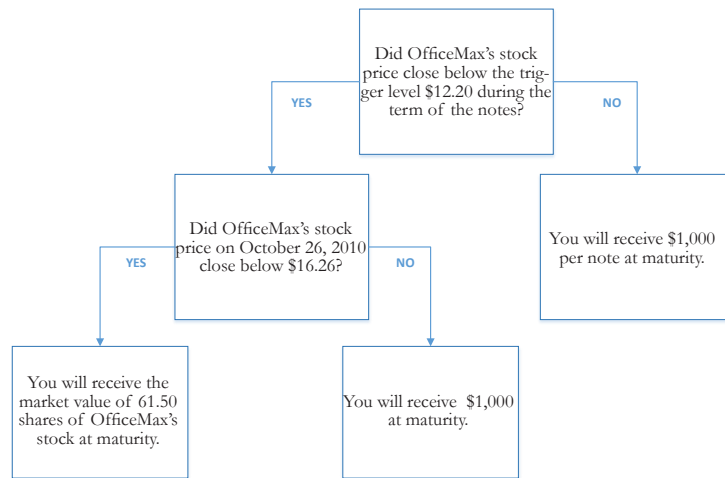 Did OfficeMax's stock
price close below the trig-
ger level $12.20 during the
term of the notes?
YES
NO
Did OfficeMax's stock
price on October 26, 2010
close below $16.26?
You will receive $1,000
per note at maturity.
YES
NO
You will receive the
market value of 61.50
shares of OfficeMax's
stock at maturity.
You will receive $1,000
at maturity.